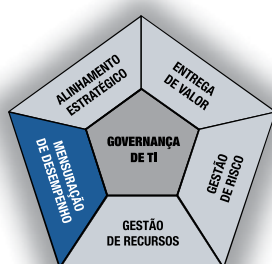 ALINHAMENTO
ESTRATÉGICO
ENTREGA
DE VALOR
MENSURAÇÃO
DE DESEMPENHO
GOVERNANÇA
DE TI
GESTÃO
DE RISCO
GESTÃO
DE RECURSOS